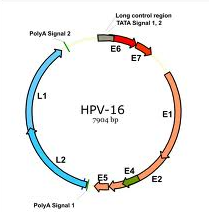 Long control region
TATA Signal 1, 2
PolyA Signal 2
E6
E7
L1
HPV-16
7904 bp
E1
L2
E4
E5
E2
PolyA Signal 1